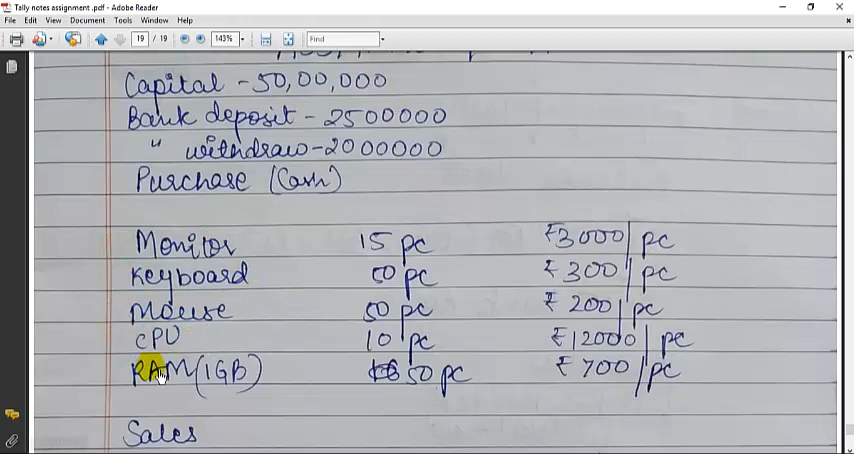 Tally notes assignment .pdf - Adobe Reader
File Edit View Document Tools Window Help
19 / 19 143% Find
Capital - 50,00,000
Bank deposit - 2500000
" withdraw - 2000000
Purchase (Cash)
Monitor 15 pc ₹3000/pc
Keyboard 50 pc ₹300/pc
Mouse 50 pc ₹200/pc
CPU 10 pc ₹12000/pc
RAM (1GB) 50 pc ₹700/pc
Sales